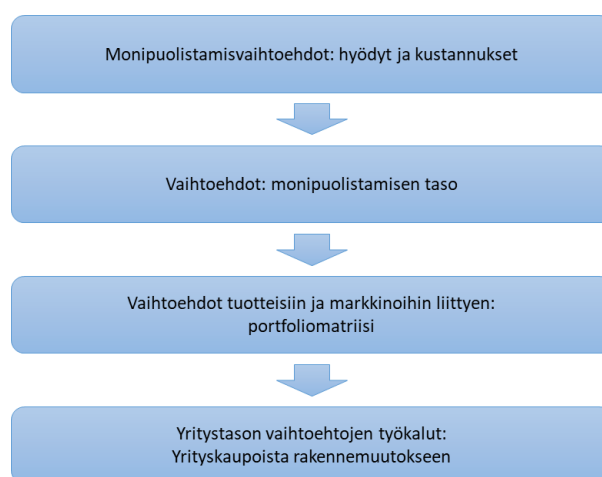 Monipuolistamisvaihtoehdot: hyödyt ja kustannukset
Vaihtoehdot: monipuolistamisen taso
Vaihtoehdot tuotteisiin ja markkinoihin liittyen:
portfoliomatriisi
Yritystason vaihtoehtojen työkalut:
Yrityskaupoista rakennemuutokseen